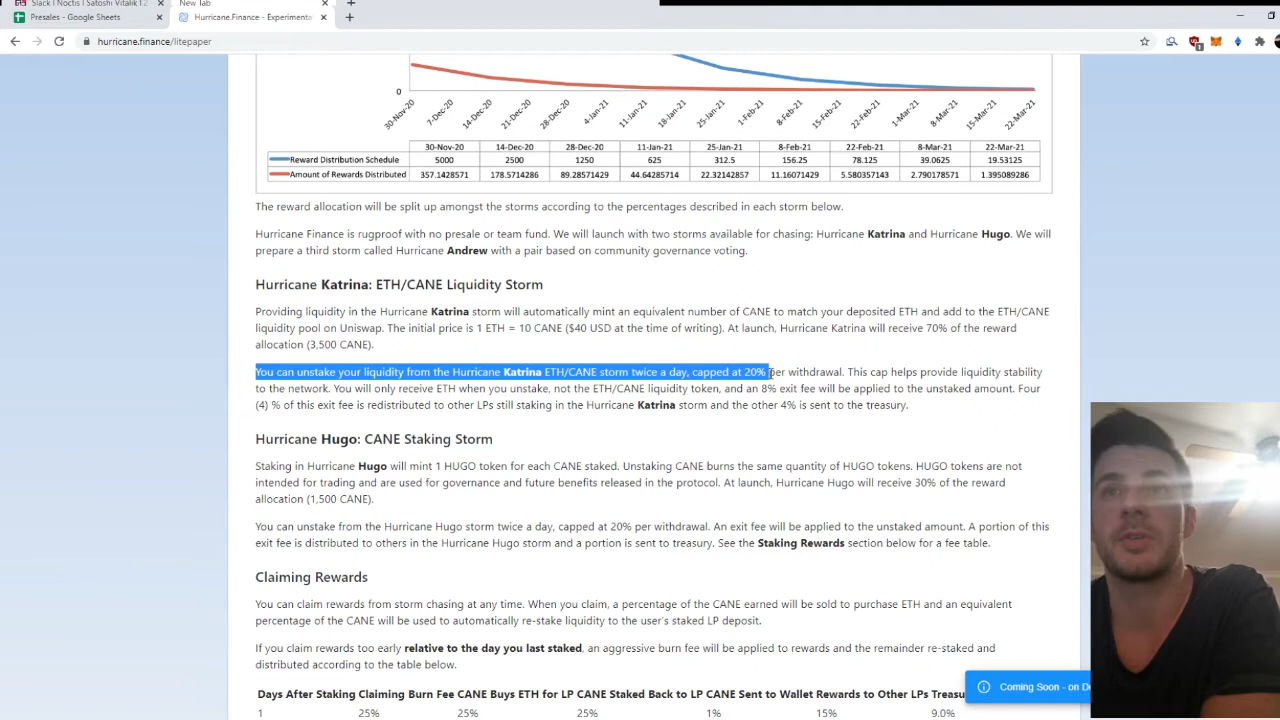 Slack | Noctis | Satoshi Vitalik | 2
New Tab
Presales - Google Sheets
Hurricane.Finance - Experimenta
hurricane.finance/litepaper
0
30-Nov-20 7-Dec-20 14-Dec-20 21-Dec-20 28-Dec-20 4-Jan-21 11-Jan-21 18-Jan-21 25-Jan-21 1-Feb-21 8-Feb-21 15-Feb-21 22-Feb-21 1-Mar-21 8-Mar-21 15-Mar-21 22-Mar-21
30-Nov-20 14-Dec-20 28-Dec-20 11-Jan-21 25-Jan-21 8-Feb-21 22-Feb-21 8-Mar-21 22-Mar-21
Reward Distribution Schedule 5000 2500 1250 625 312.5 156.25 78.125 39.0625 19.53125
Amount of Rewards Distributed 357.1428571 178.5714286 89.28571429 44.64285714 22.32142857 11.16071429 5.580357143 2.790178571 1.395089286
The reward allocation will be split up amongst the storms according to the percentages described in each storm below.
Hurricane Finance is rugproof with no presale or team fund. We will launch with two storms available for chasing: Hurricane Katrina and Hurricane Hugo. We will
prepare a third storm called Hurricane Andrew with a pair based on community governance voting.
Hurricane Katrina: ETH/CANE Liquidity Storm
Providing liquidity in the Hurricane Katrina storm will automatically mint an equivalent number of CANE to match your deposited ETH and add to the ETH/CANE
liquidity pool on Uniswap. The initial price is 1 ETH = 10 CANE ($40 USD at the time of writing). At launch, Hurricane Katrina will receive 70% of the reward
allocation (3,500 CANE).
You can unstake your liquidity from the Hurricane Katrina ETH/CANE storm twice a day, capped at 20% per withdrawal. This cap helps provide liquidity stability
to the network. You will only receive ETH when you unstake, not the ETH/CANE liquidity token, and an 8% exit fee will be applied to the unstaked amount. Four
(4) % of this exit fee is redistributed to other LPs still staking in the Hurricane Katrina storm and the other 4% is sent to the treasury.
Hurricane Hugo: CANE Staking Storm
Staking in Hurricane Hugo will mint 1 HUGO token for each CANE staked. Unstaking CANE burns the same quantity of HUGO tokens. HUGO tokens are not
intended for trading and are used for governance and future benefits released in the protocol. At launch, Hurricane Hugo will receive 30% of the reward
allocation (1,500 CANE).
You can unstake from the Hurricane Hugo storm twice a day, capped at 20% per withdrawal. An exit fee will be applied to the unstaked amount. A portion of this
exit fee is distributed to others in the Hurricane Hugo storm and a portion is sent to treasury. See the Staking Rewards section below for a fee table.
Claiming Rewards
You can claim rewards from storm chasing at any time. When you claim, a percentage of the CANE earned will be sold to purchase ETH and an equivalent
percentage of the CANE will be used to automatically re-stake liquidity to the user's staked LP deposit.
If you claim rewards too early relative to the day you last staked, an aggressive burn fee will be applied to rewards and the remainder re-staked and
distributed according to the table below.
Coming Soon - on De
Days After Staking Claiming Burn Fee CANE Buys ETH for LP CANE Staked Back to LP CANE Sent to Wallet Rewards to Other LPs Treasu
1 25% 25% 25% 1% 15% 9.0%